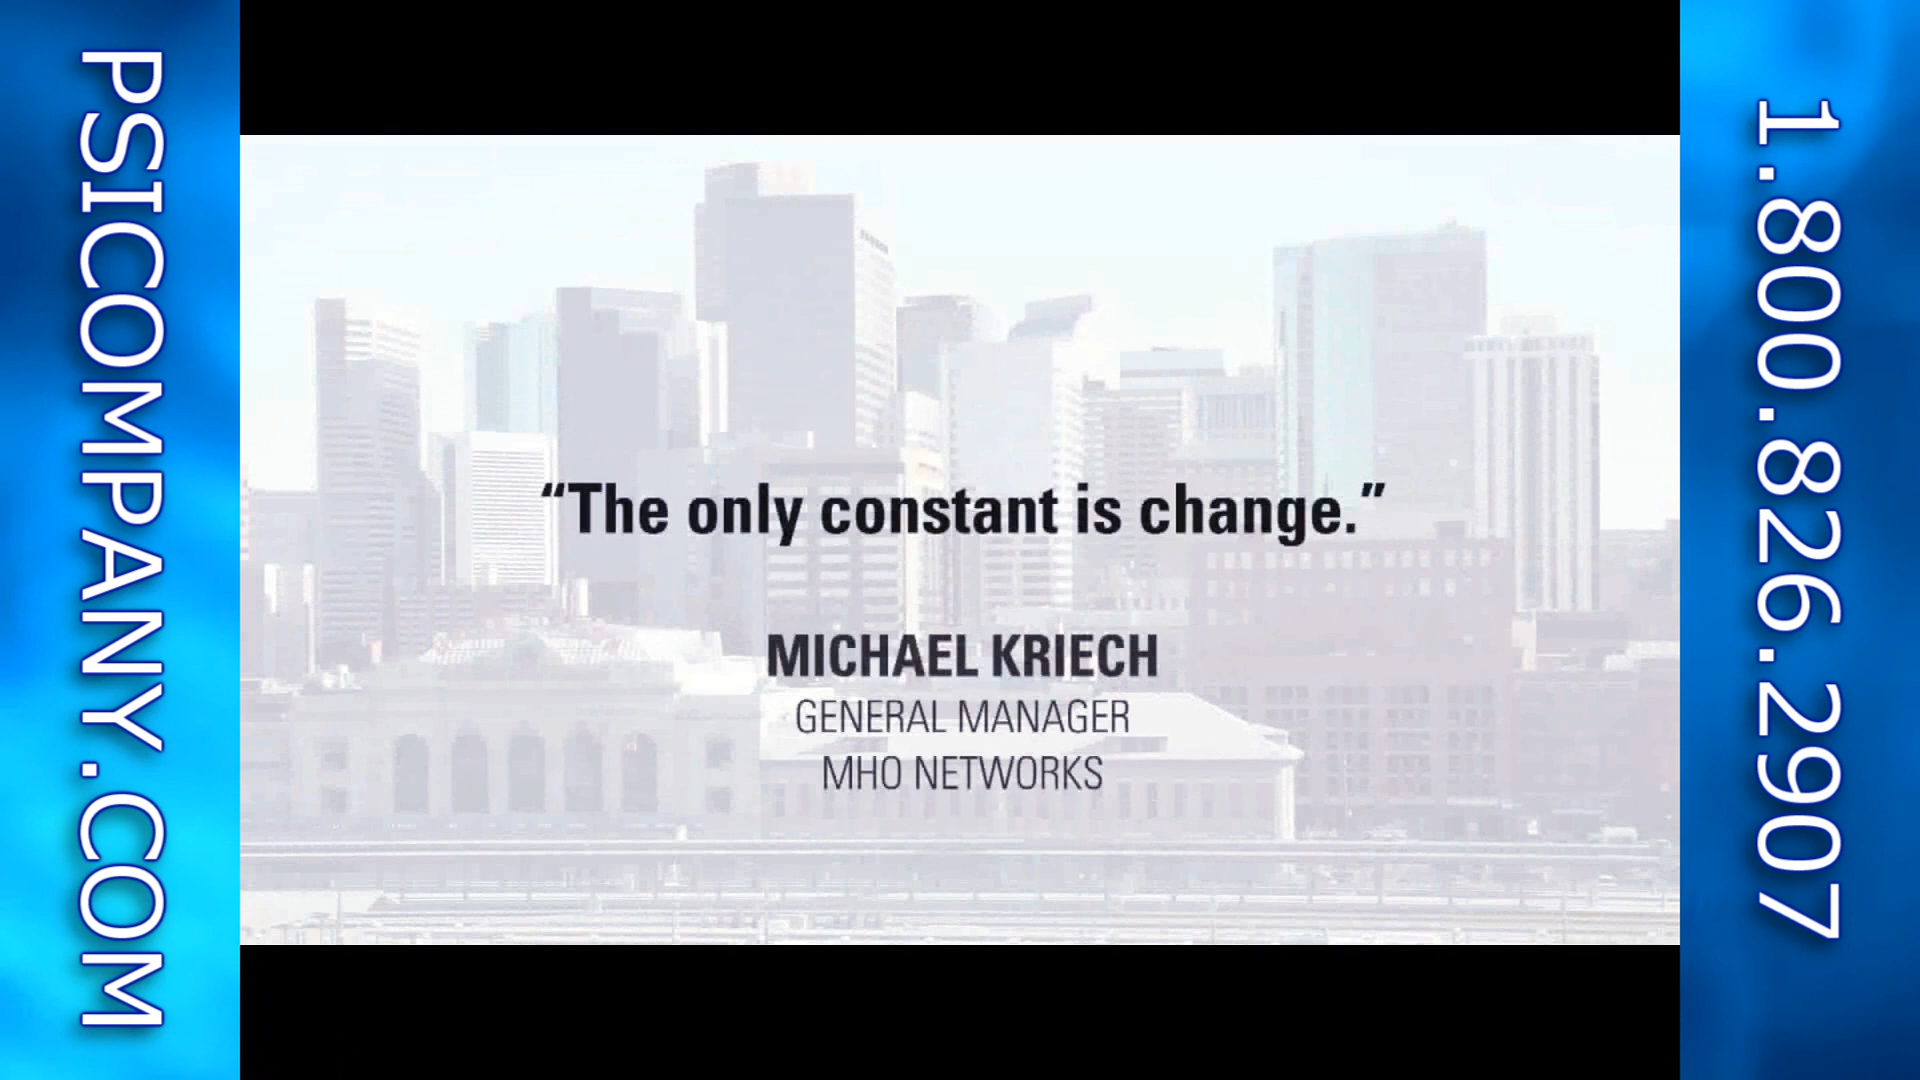 PSICOMPANY.COM
“The only constant is change.”
MICHAEL KRIECH
GENERAL MANAGER
MHO NETWORKS
1.800.826.2907